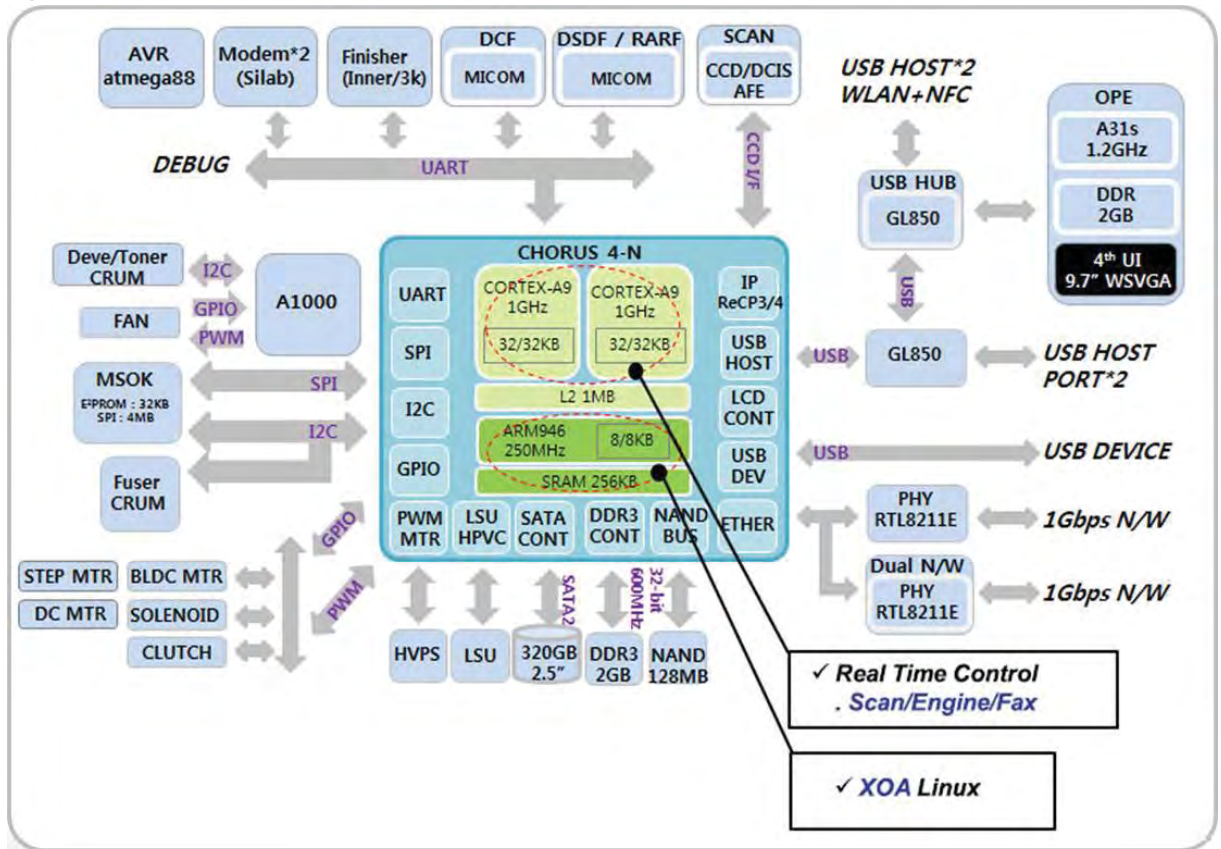 AVR
atmega88
Modem*2
(Silab)
Finisher
(Inner/3k)
DCF
MICOM
DSDF / RARF
MICOM
SCAN
CCD/DCIS
AFE
USB HOST*2
WLAN+NFC
OPE
A31s
1.2GHz
DDR
2GB
4th UI
9.7" WSVGA
DEBUG
UART
CCD I/F
USB HUB
GL850
USB
Deve/Toner
CRUM
I2C
GPIO
FAN
PWM
A1000
MSOK
E²PROM : 32KB
SPI : 4MB
SPI
I2C
Fuser
CRUM
CHORUS 4-N
UART
SPI
I2C
GPIO
CORTEX-A9
1GHz
32/32KB
CORTEX-A9
1GHz
32/32KB
L2 1MB
ARM946
250MHz
8/8KB
SRAM 256KB
IP
ReCP3/4
USB
HOST
LCD
CONT
USB
DEV
PWM
MTR
LSU
HPVC
SATA
CONT
DDR3
CONT
NAND
BUS
ETHER
USB
GL850
USB HOST
PORT*2
USB
USB DEVICE
PHY
RTL8211E
1Gbps N/W
Dual N/W
PHY
RTL8211E
1Gbps N/W
GPIO
PWM
STEP MTR
BLDC MTR
DC MTR
SOLENOID
CLUTCH
SATA2
600MHz
32-bit
HVPS
LSU
320GB
2.5"
DDR3
2GB
NAND
128MB
✓ Real Time Control
. Scan/Engine/Fax
✓ XOA Linux